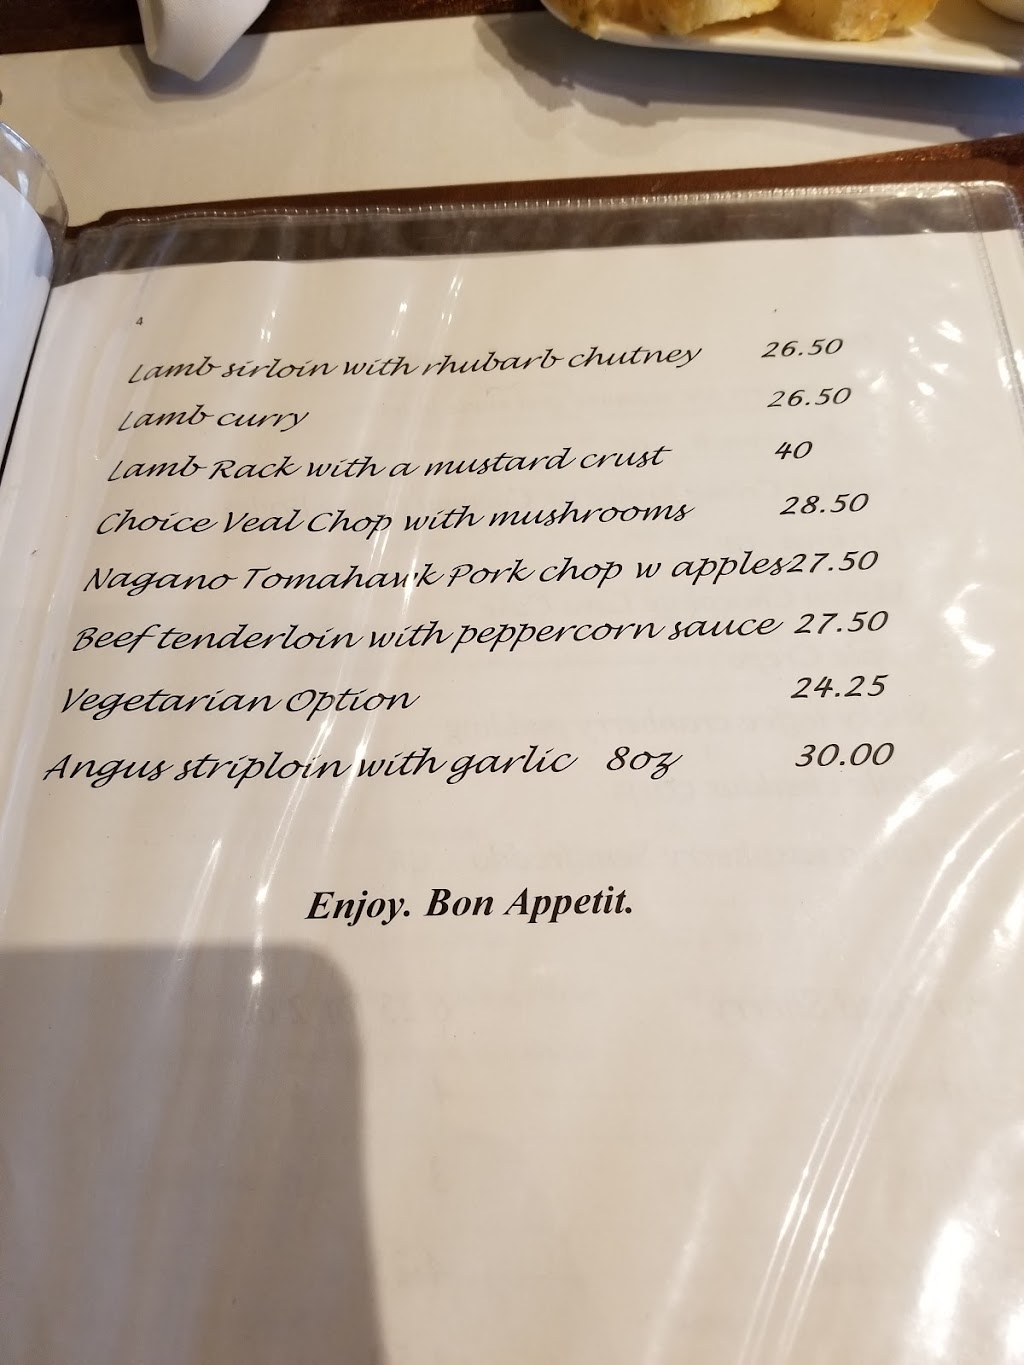 4
Lamb sirloin with rhubarb chutney 26.50
Lamb curry 26.50
Lamb Rack with a mustard crust 40
Choice Veal Chop with mushrooms 28.50
Nagano Tomahawk Pork chop w apples 27.50
Beef tenderloin with peppercorn sauce 27.50
Vegetarian Option 24.25
Angus striploin with garlic 8oz 30.00
Enjoy. Bon Appetit.